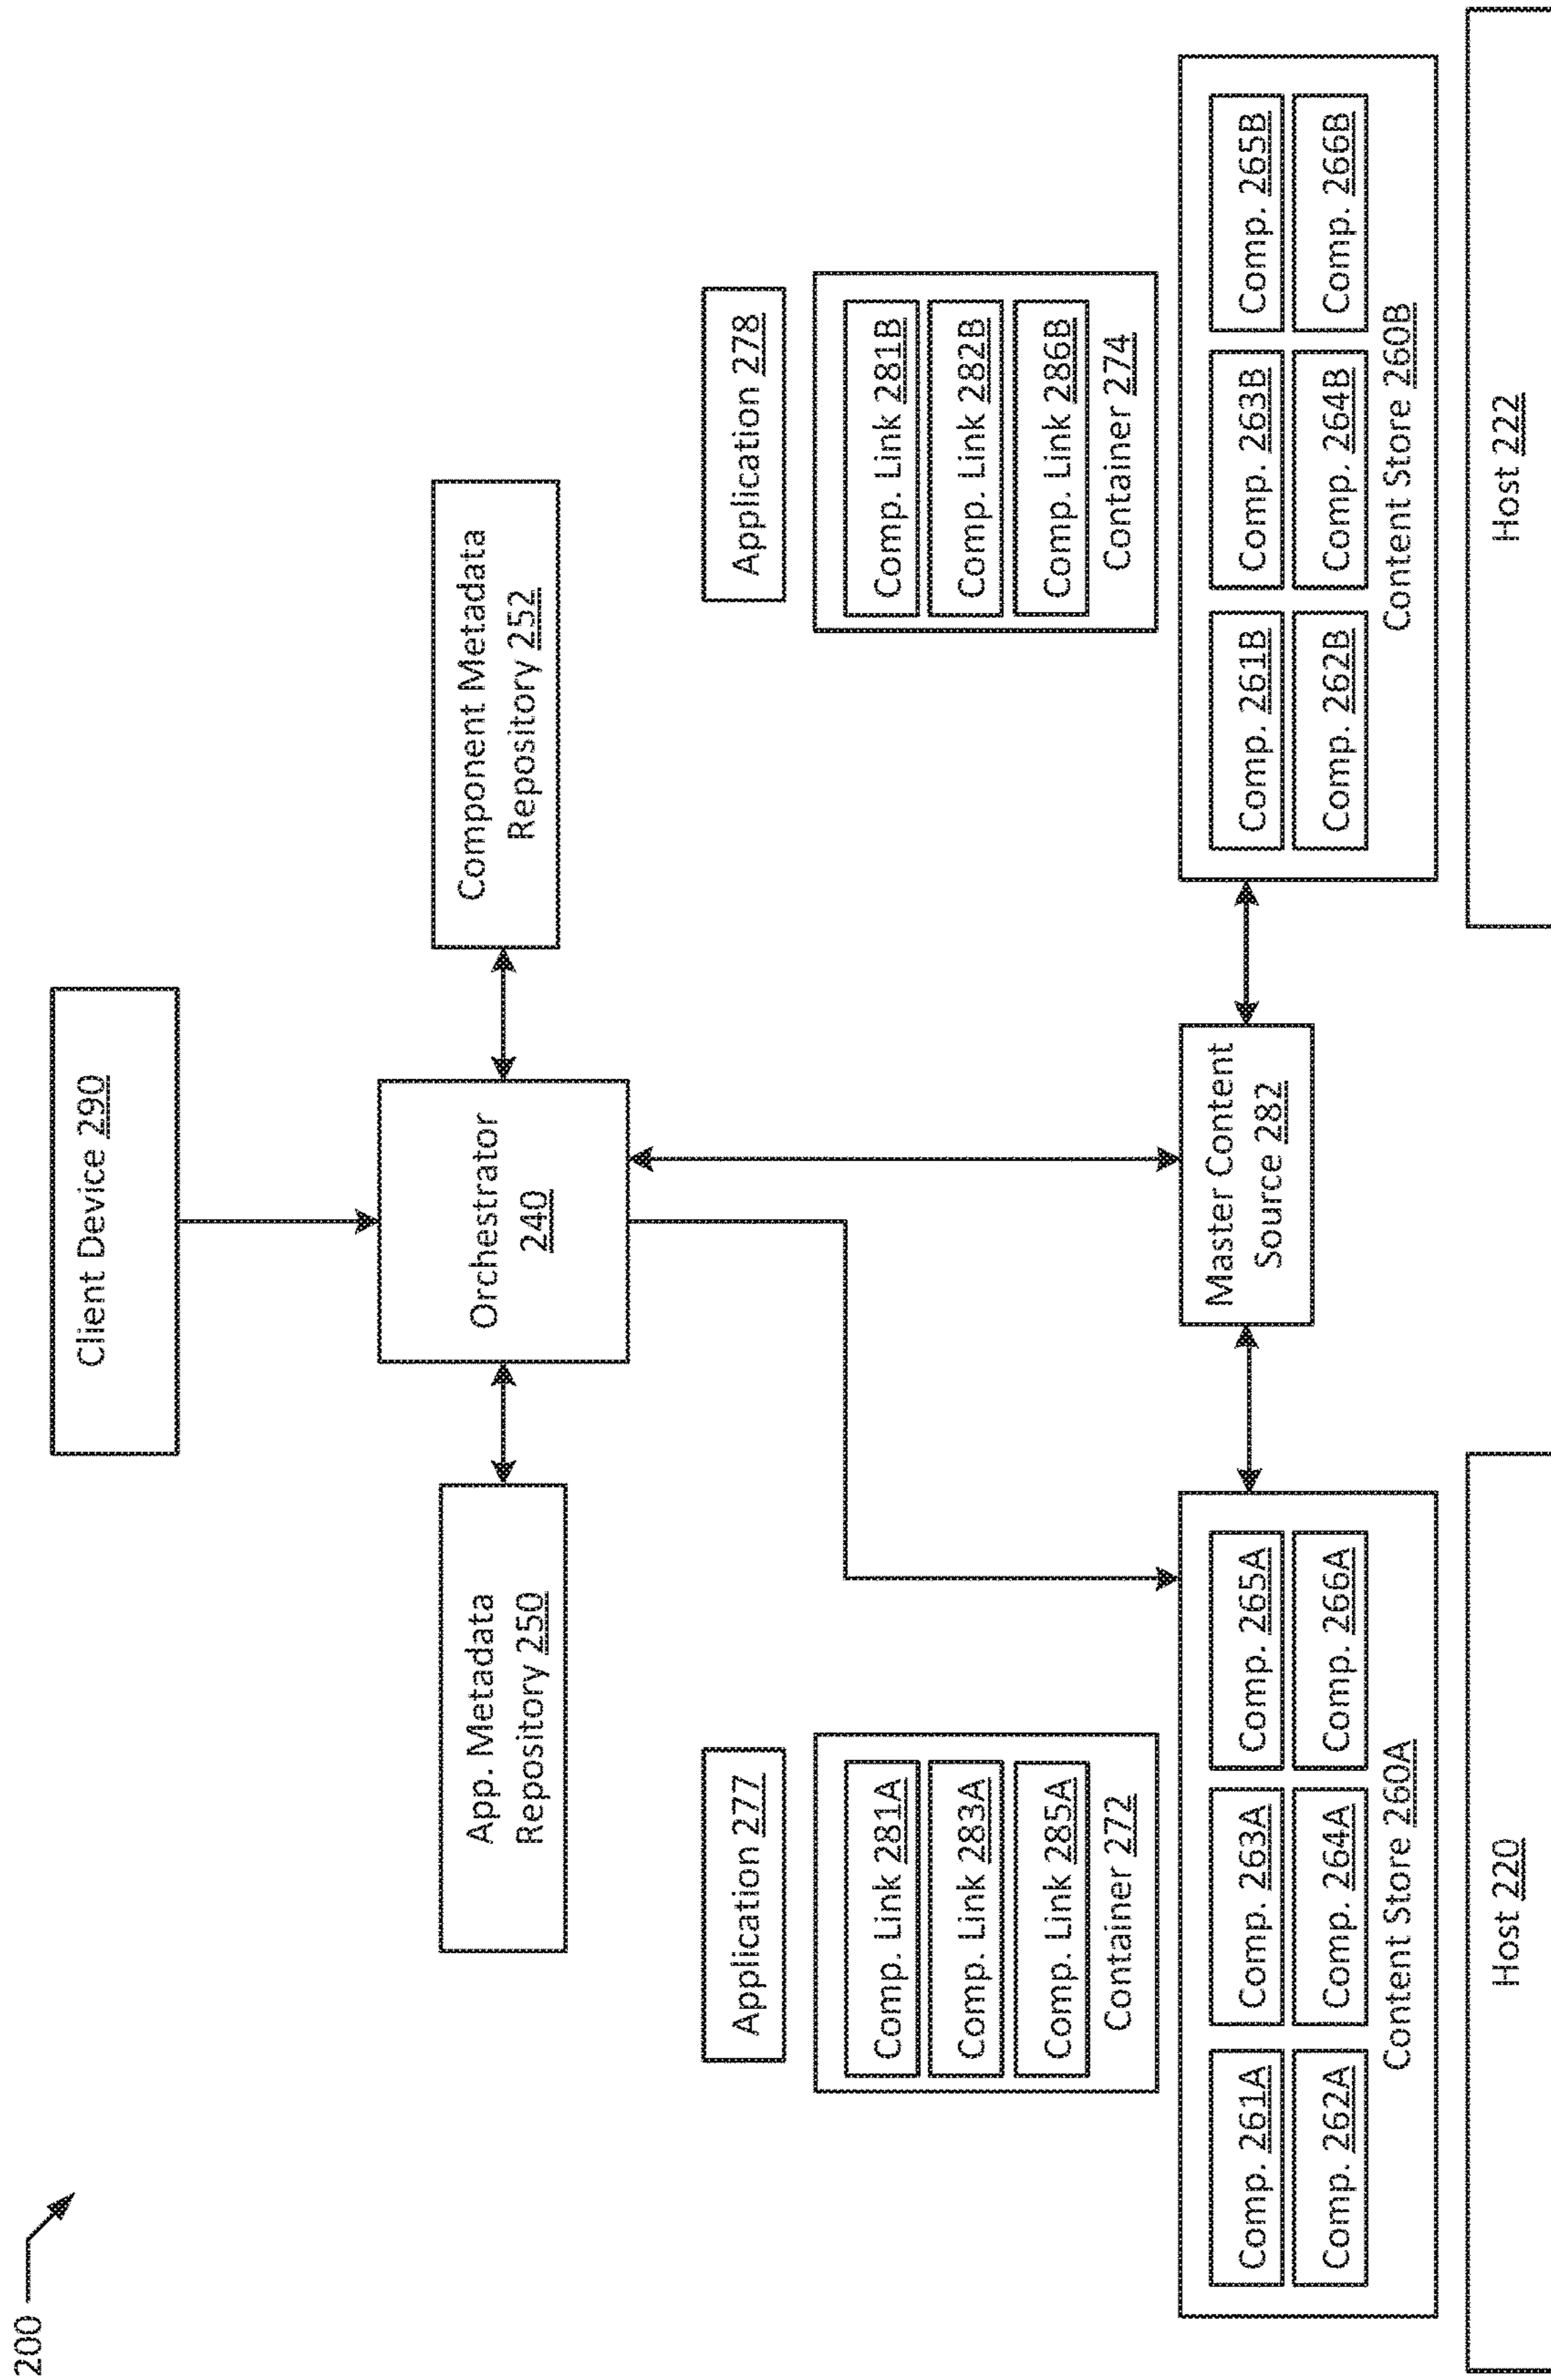 200
Client Device 290
App. Metadata
Repository 250
Orchestrator
240
Component Metadata
Repository 252
Application 277
Comp. Link 281A
Comp. Link 283A
Comp. Link 285A
Container 272
Application 278
Comp. Link 281B
Comp. Link 282B
Comp. Link 286B
Container 274
Comp. 261A
Comp. 263A
Comp. 265A
Comp. 262A
Comp. 264A
Comp. 266A
Content Store 260A
Master Content
Source 282
Comp. 261B
Comp. 263B
Comp. 265B
Comp. 262B
Comp. 264B
Comp. 266B
Content Store 260B
Host 220
Host 222